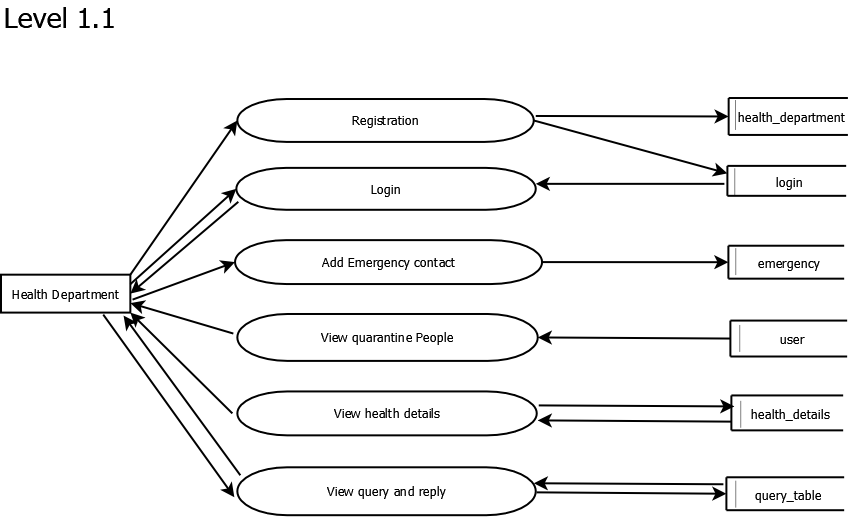 Level 1.1
Registration
health_department
login
Login
Add Emergency contact
emergency
Health Department
View quarantine People
user
View health details
health_details
View query and reply
query_table